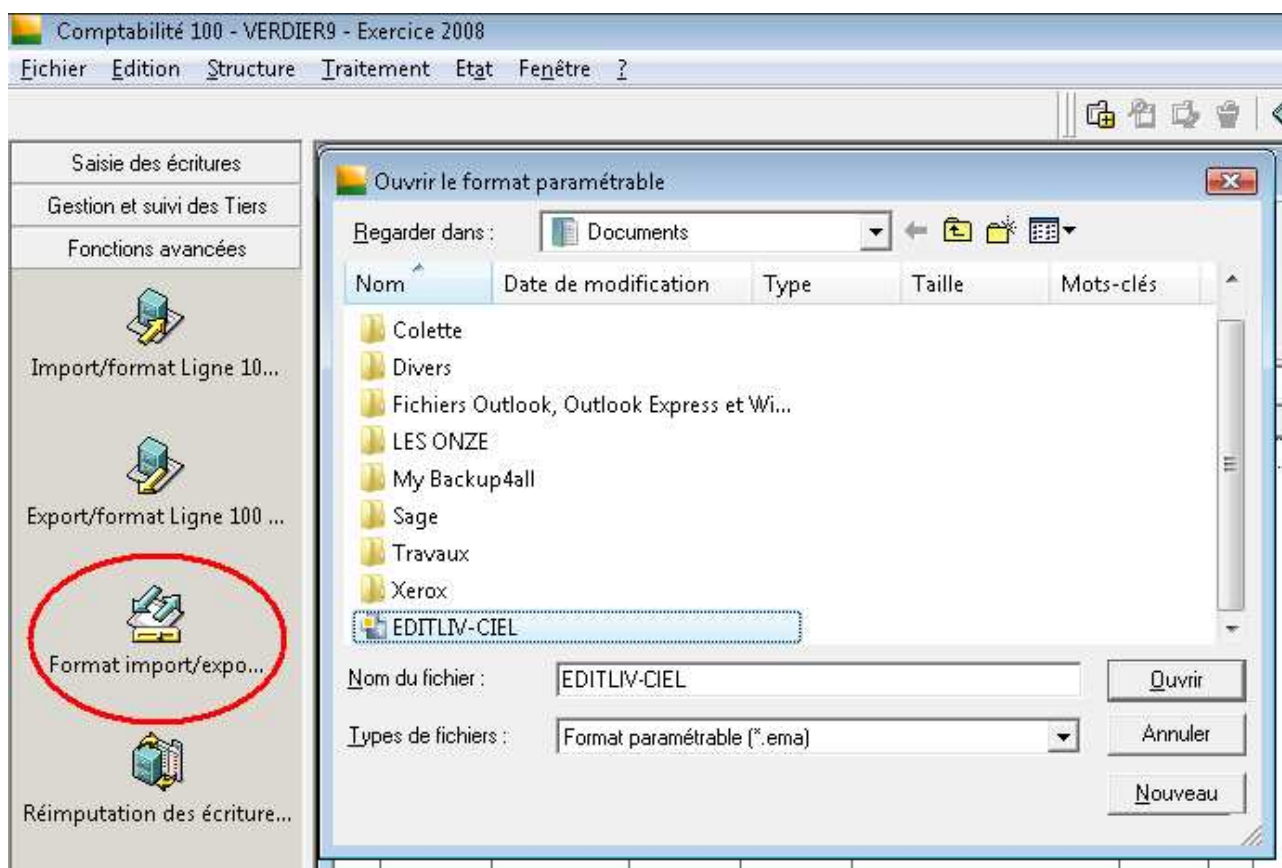 Comptabilité 100 - VERDIER9 - Exercice 2008
Fichier Edition Structure Traitement Etat Fenêtre ?
Saisie des écritures
Gestion et suivi des Tiers
Fonctions avancées
Import/format Ligne 10...
Export/format Ligne 100 ...
Format import/expo...
Réimputation des écriture...
Ouvrir le format paramétrable
Regarder dans : Documents
Nom Date de modification Type Taille Mots-clés
Colette
Divers
Fichiers Outlook, Outlook Express et Wi...
LES ONZE
My Backup4all
Sage
Travaux
Xerox
EDITLIV-CIEL
Nom du fichier : EDITLIV-CIEL Ouvrir
Types de fichiers : Format paramétrable (*.ema) Annuler
Nouveau